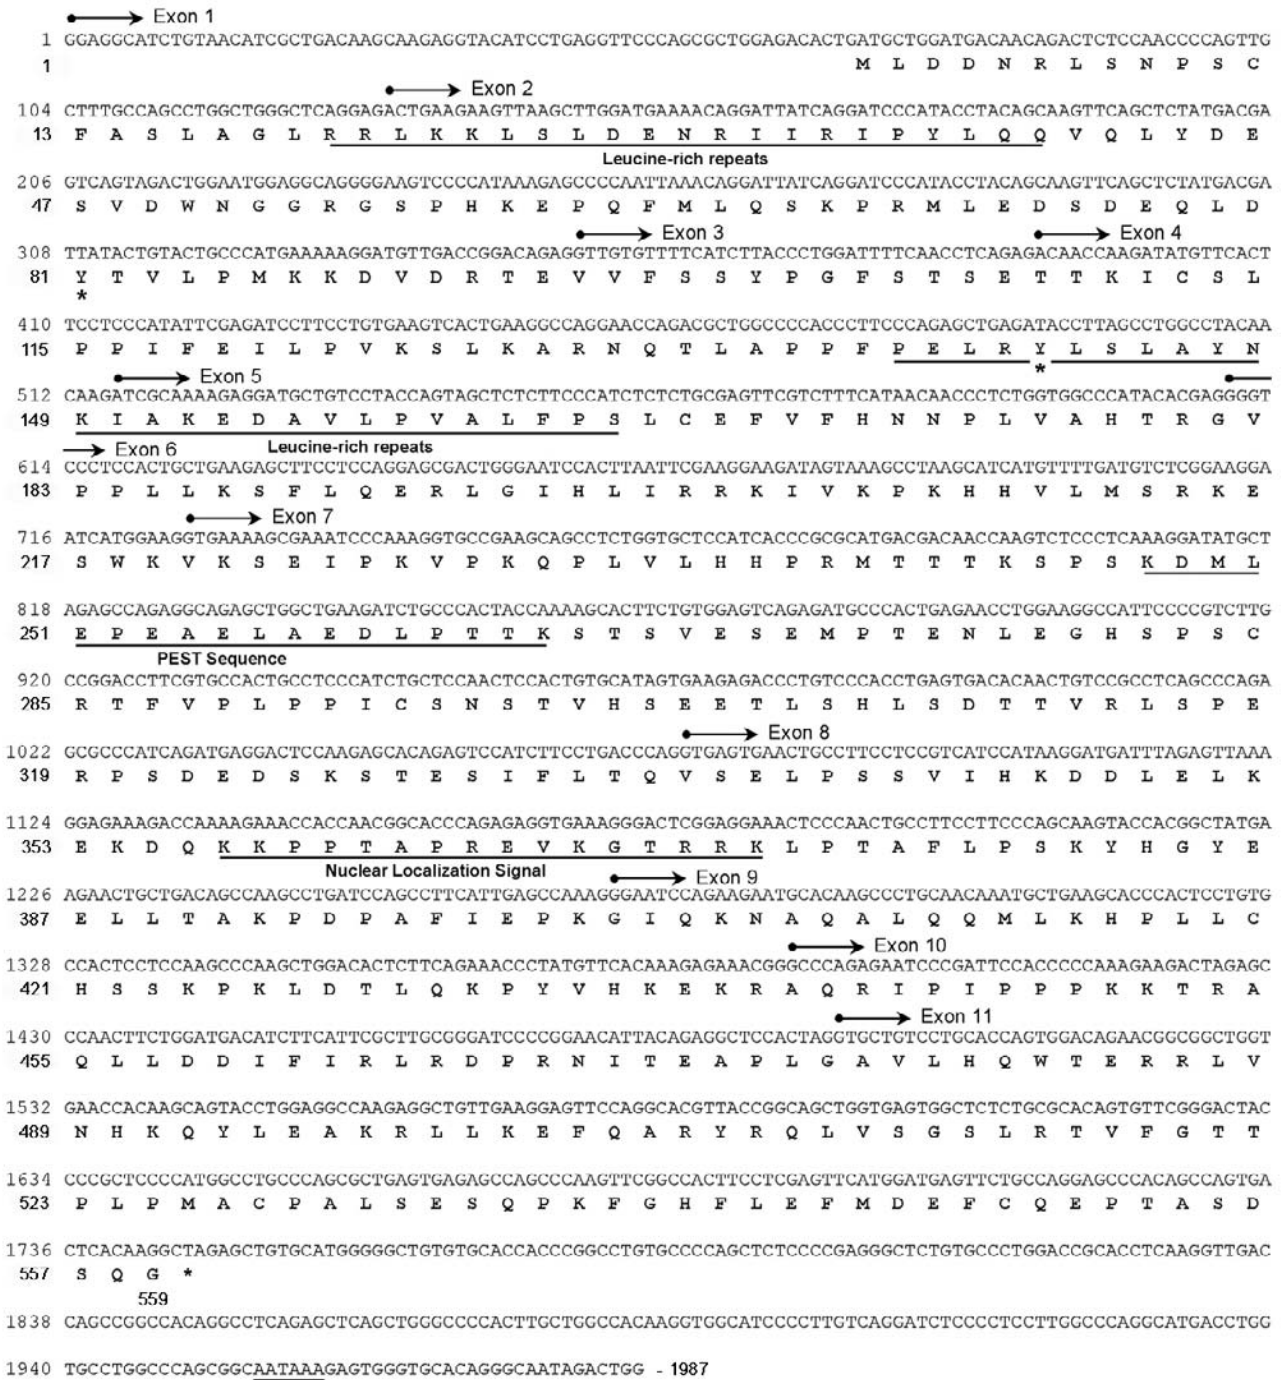 Exon 1
1 GGAGGCATCTGTAACATCGCTGACAAGCAAGAGGTACATCCTGAGGTTCCCAGCGCTGGAGACACTGATGCTGGATGACAACAGACTCTCCAACCCCAGTTG
1 M L D D N R L S N P S C
Exon 2
104 CTTTGCCAGCCTGGCTGGGCTCAGGAGACTGAAGAAGTTAAGCTTGGATGAAAACAGGATTATCAGGATCCCATACCTACAGCAAGTTCAGCTCTATGACGA
13 F A S L A G L R R L K K L S L D E N R I I R I P Y L Q Q V Q L Y D E
Leucine-rich repeats
206 GTCAGTAGACTGGAATGGAGGCAGGGGAAGTCCCCATAAAGAGCCCCAATTAAACAGGATTATCAGGATCCCATACCTACAGCAAGTTCAGCTCTATGACGA
47 S V D W N G G R G S P H K E P Q F M L Q S K P R M L E D S D E Q L D
Exon 3 Exon 4
308 TTATACTGTACTGCCCATGAAAAAGGATGTTGACCGGACAGAGGTTGTGTTTTCATCTTACCCTGGATTTTCAACCTCAGAGACAACCAAGATATGTTCACT
81 Y T V L P M K K D V D R T E V V F S S Y P G F S T S E T T K I C S L
*
410 TCCTCCCATATTCGAGATCCTTCCTGTGAAGTCACTGAAGGCCAGGAACCAGACGCTGGCCCCACCCTTCCCAGAGCTGAGATACCTTAGCCTGGCCTACAA
115 P P I F E I L P V K S L K A R N Q T L A P P F P E L R Y L S L A Y N
*
Exon 5
512 CAAGATCGCAAAAGAGGATGCTGTCCTACCAGTAGCTCTCTTCCCATCTCTCTGCGAGTTCGTCTTTCATAACAACCCTCTGGTGGCCCATACACGAGGGGT
149 K I A K E D A V L P V A L F P S L C E F V F H N N P L V A H T R G V
Exon 6 Leucine-rich repeats
614 CCCTCCACTGCTGAAGAGCTTCCTCCAGGAGCGACTGGGAATCCACTTAATTCGAAGGAAGATAGTAAAGCCTAAGCATCATGTTTTGATGTCTCGGAAGGA
183 P P L L K S F L Q E R L G I H L I R R K I V K P K H H V L M S R K E
Exon 7
716 ATCATGGAAGGTGAAAAGCGAAATCCCAAAGGTGCCGAAGCAGCCTCTGGTGCTCCATCACCCGCGCATGACGACAACCAAGTCTCCCTCAAAGGATATGCT
217 S W K V K S E I P K V P K Q P L V L H H P R M T T T K S P S K D M L
818 AGAGCCAGAGGCAGAGCTGGCTGAAGATCTGCCCACTACCAAAAGCACTTCTGTGGAGTCAGAGATGCCCACTGAGAACCTGGAAGGCCATTCCCCGTCTTG
251 E P E A E L A E D L P T T K S T S V E S E M P T E N L E G H S P S C
PEST Sequence
920 CCGGACCTTCGTGCCACTGCCTCCCATCTGCTCCAACTCCACTGTGCATAGTGAAGAGACCCTGTCCCACCTGAGTGACACAACTGTCCGCCTCAGCCCAGA
285 R T F V P L P P I C S N S T V H S E E T L S H L S D T T V R L S P E
Exon 8
1022 GCGCCCATCAGATGAGGACTCCAAGAGCACAGAGTCCATCTTCCTGACCCAGGTGAGTGAACTGCCTTCCTCCGTCATCCATAAGGATGATTTAGAGTTAAA
319 R P S D E D S K S T E S I F L T Q V S E L P S S V I H K D D L E L K
1124 GGAGAAAGACCAAAAGAAACCACCAACGGCACCCAGAGAGGTGAAAGGGACTCGGAGGAAACTCCCAACTGCCTTCCTTCCCAGCAAGTACCACGGCTATGA
353 E K D Q K K P P T A P R E V K G T R R K L P T A F L P S K Y H G Y E
Nuclear Localization Signal
Exon 9
1226 AGAACTGCTGACAGCCAAGCCTGATCCAGCCTTCATTGAGCCAAAGGGAATCCAGAAGAATGCACAAGCCCTGCAACAAATGCTGAAGCACCCACTCCTGTG
387 E L L T A K P D P A F I E P K G I Q K N A Q A L Q Q M L K H P L L C
Exon 10
1328 CCACTCCTCCAAGCCCAAGCTGGACACTCTTCAGAAACCCTATGTTCACAAAGAGAAACGGGCCCAGAGAATCCCGATTCCACCCCCAAAGAAGACTAGAGC
421 H S S K P K L D T L Q K P Y V H K E K R A Q R I P I P P P K K T R A
Exon 11
1430 CCAACTTCTGGATGACATCTTCATTCGCTTGCGGGATCCCCGGAACATTACAGAGGCTCCACTAGGTGCTGTCCTGCACCAGTGGACAGAACGGCGGCTGGT
455 Q L L D D I F I R L R D P R N I T E A P L G A V L H Q W T E R R L V
1532 GAACCACAAGCAGTACCTGGAGGCCAAGAGGCTGTTGAAGGAGTTCCAGGCACGTTACCGGCAGCTGGTGAGTGGCTCTCTGCGCACAGTGTTCGGGACTAC
489 N H K Q Y L E A K R L L K E F Q A R Y R Q L V S G S L R T V F G T T
1634 CCCGCTCCCCATGGCCTGCCCAGCGCTGAGTGAGAGCCAGCCCAAGTTCGGCCACTTCCTCGAGTTCATGGATGAGTTCTGCCAGGAGCCCACAGCCAGTGA
523 P L P M A C P A L S E S Q P K F G H F L E F M D E F C Q E P T A S D
1736 CTCACAAGGCTAGAGCTGTGCATGGGGGCTGTGTGCACCACCCGGCCTGTGCCCCAGCTCTCCCCGAGGGCTCTGTGCCCTGGACCGCACCTCAAGGTTGAC
557 S Q G *
559
1838 CAGCCGGCCACAGGCCTCAGAGCTCAGCTGGGCCCCACTTGCTGGCCACAAGGTGGCATCCCCTTGTCAGGATCTCCCCTCCTTGGCCCAGGCATGACCTGG
1940 TGCCTGGCCCAGCGGCAATAAAGAGTGGGTGCACAGGGCAATAGACTGG - 1987